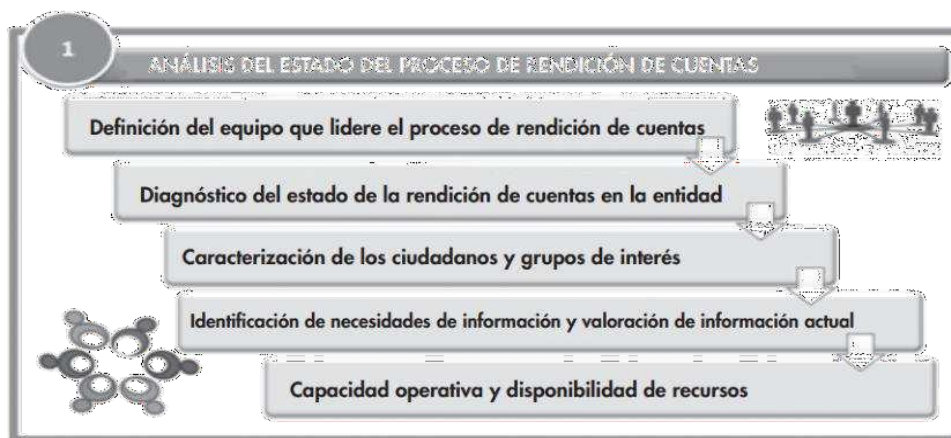 1
ANÁLISIS DEL ESTADO DEL PROCESO DE RENDICIÓN DE CUENTAS
Definición del equipo que lidere el proceso de rendición de cuentas
Diagnóstico del estado de la rendición de cuentas en la entidad
Caracterización de los ciudadanos y grupos de interés
Identificación de necesidades de información y valoración de información actual
Capacidad operativa y disponibilidad de recursos